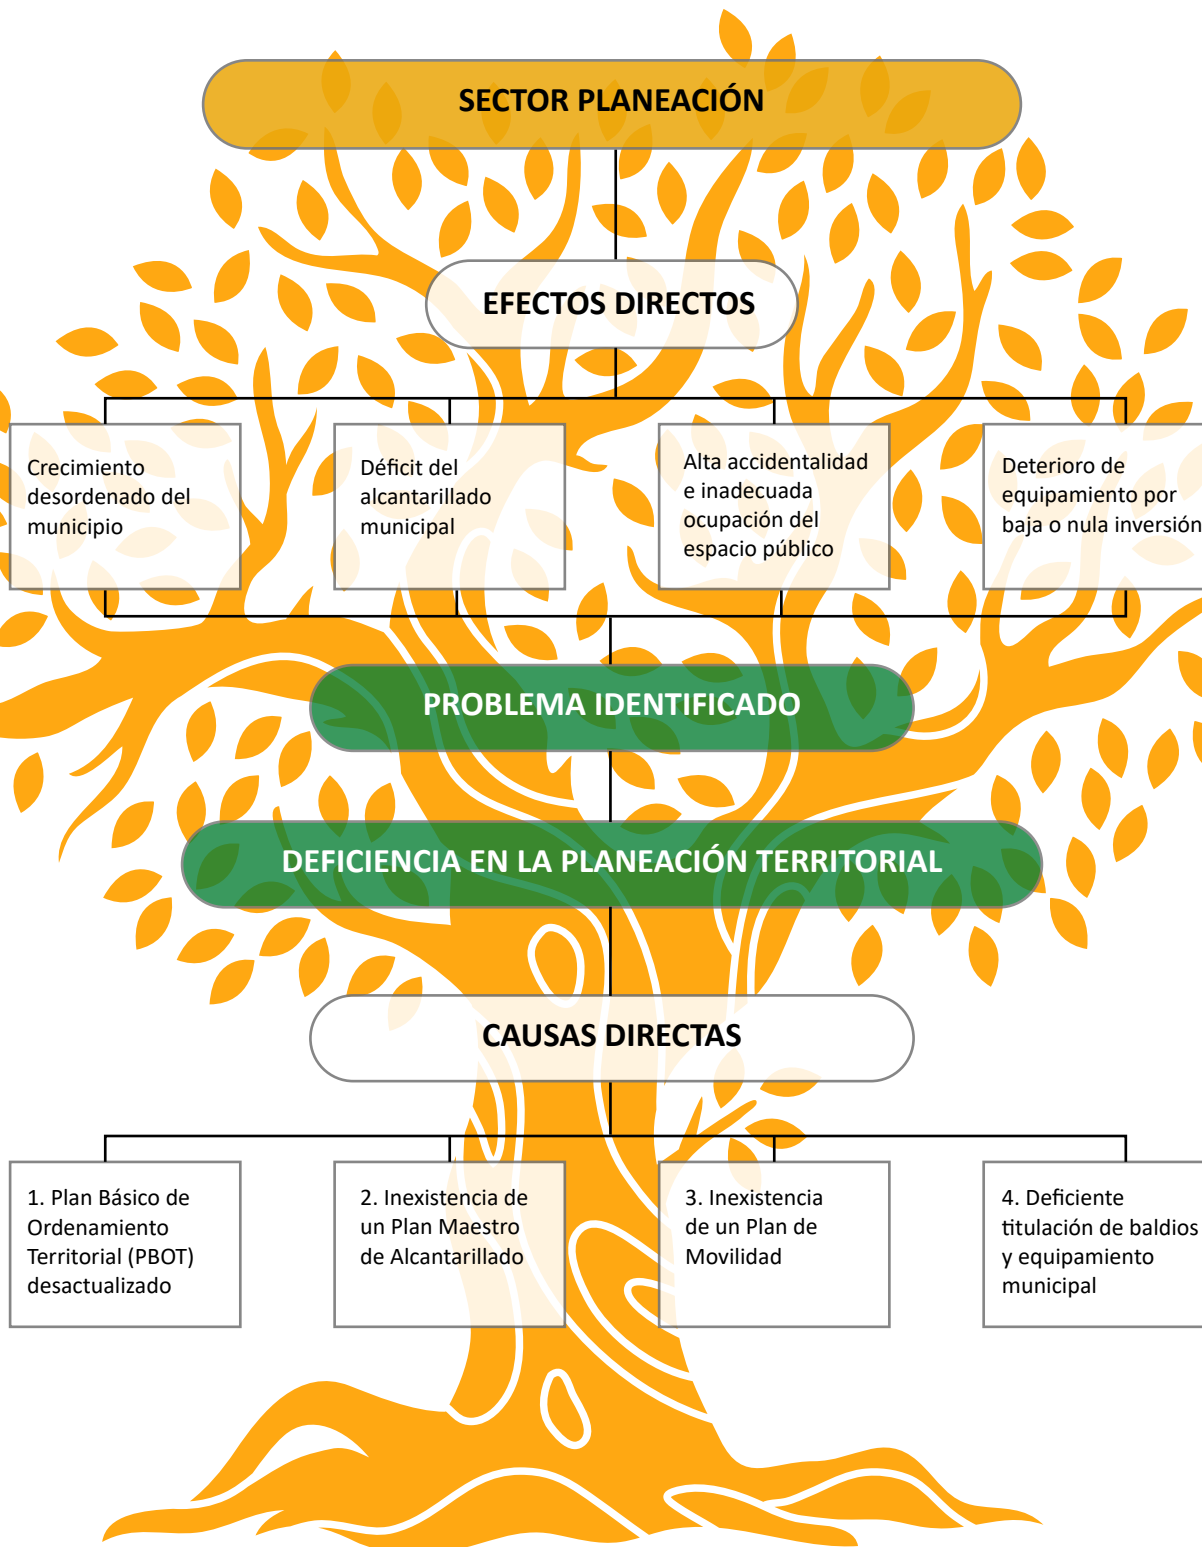 SECTOR PLANEACIÓN
EFECTOS DIRECTOS
Crecimiento
desordenado del
municipio
Déficit del
alcantarillado
municipal
Alta accidentalidad
e inadecuada
ocupación del
espacio público
Deterioro de
equipamiento por
baja o nula inversión
PROBLEMA IDENTIFICADO
DEFICIENCIA EN LA PLANEACIÓN TERRITORIAL
CAUSAS DIRECTAS
1. Plan Básico de
Ordenamiento
Territorial (PBOT)
desactualizado
2. Inexistencia de
un Plan Maestro
de Alcantarillado
3. Inexistencia
de un Plan de
Movilidad
4. Deficiente
titulación de baldios
y equipamiento
municipal